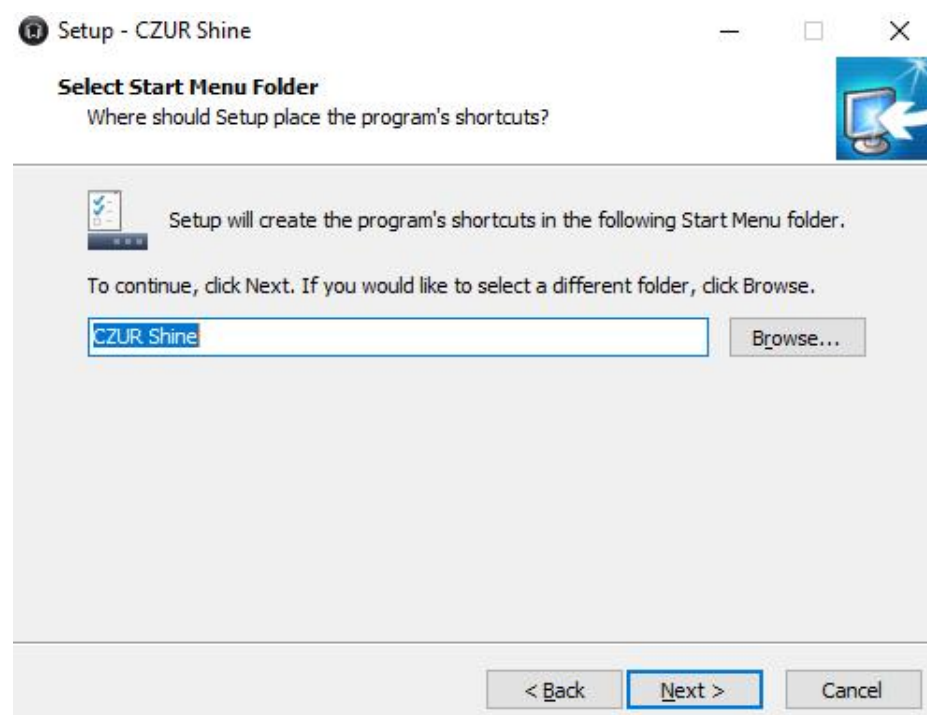 Setup - CZUR Shine
Select Start Menu Folder
Where should Setup place the program's shortcuts?
Setup will create the program's shortcuts in the following Start Menu folder.
To continue, click Next. If you would like to select a different folder, click Browse.
CZUR Shine
Browse...
< Back
Next >
Cancel